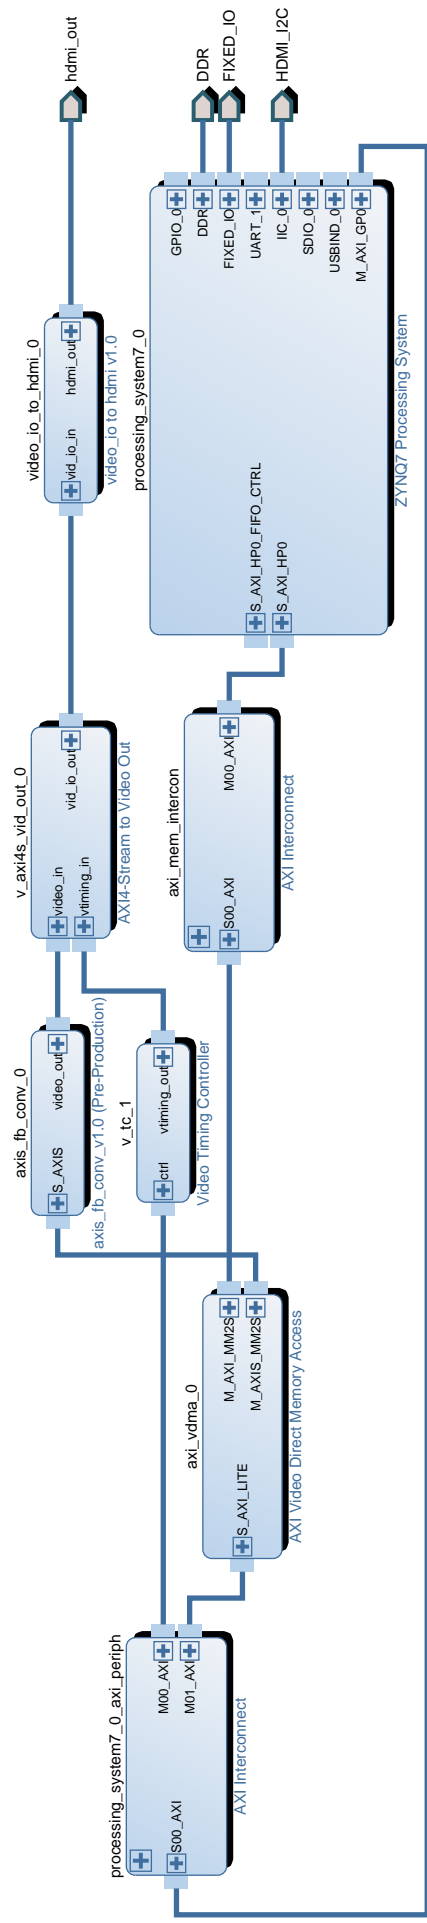 processing_system7_0_axi_periph
S00_AXI
M00_AXI
M01_AXI
AXI Interconnect
axi_vdma_0
S_AXI_LITE
M_AXI_MM2S
M_AXIS_MM2S
AXI Video Direct Memory Access
axis_fb_conv_0
S_AXIS
video_out
axis_fb_conv_v1.0 (Pre-Production)
v_tc_1
ctrl
vtiming_out
Video Timing Controller
v_axi4s_vid_out_0
video_in
vtiming_in
vid_io_out
AXI4-Stream to Video Out
axi_mem_intercon
S00_AXI
M00_AXI
AXI Interconnect
video_io_to_hdmi_0
vid_io_in
hdmi_out
video_io to hdmi v1.0
processing_system7_0
S_AXI_HP0_FIFO_CTRL
S_AXI_HP0
GPIO_0
DDR
FIXED_IO
UART_1
IIC_0
SDIO_0
USBIND_0
M_AXI_GP0
ZYNQ7 Processing System
hdmi_out
DDR
FIXED_IO
HDMI_I2C